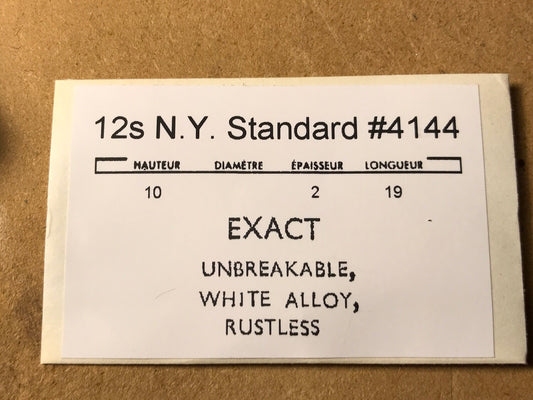 12s N.Y. Standard #4144
HAUTEUR DIAMÈTRE ÉPAISSEUR LONGUEUR
10 2 19
EXACT
UNBREAKABLE,
WHITE ALLOY,
RUSTLESS